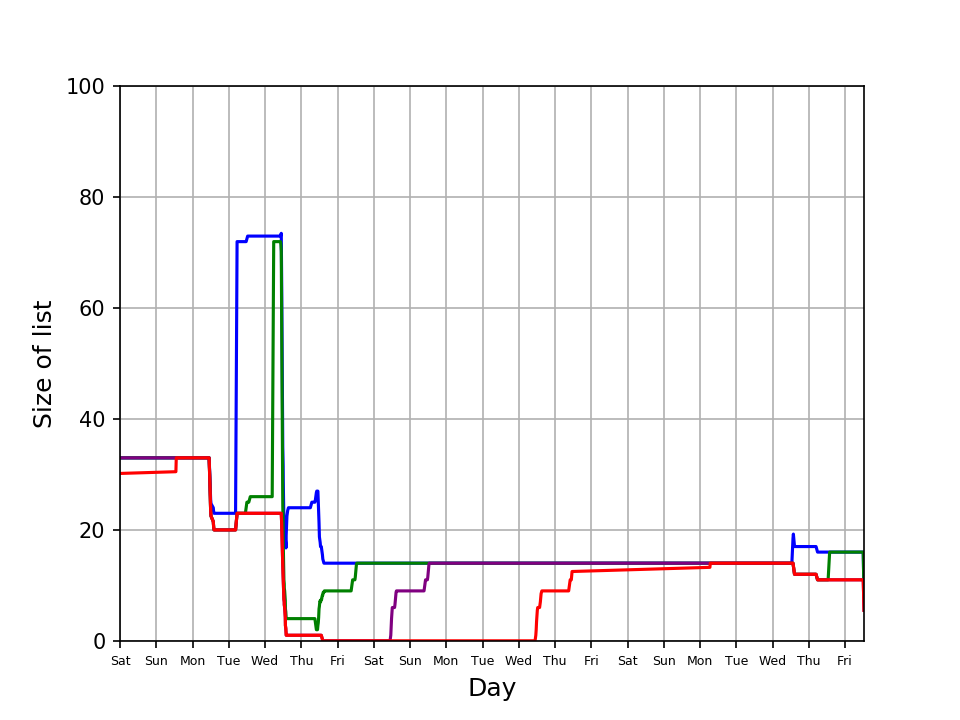 100
80
60
40
20
0
Size of list
Sat Sun Mon Tue Wed Thu Fri Sat Sun Mon Tue Wed Thu Fri Sat Sun Mon Tue Wed Thu Fri
Day